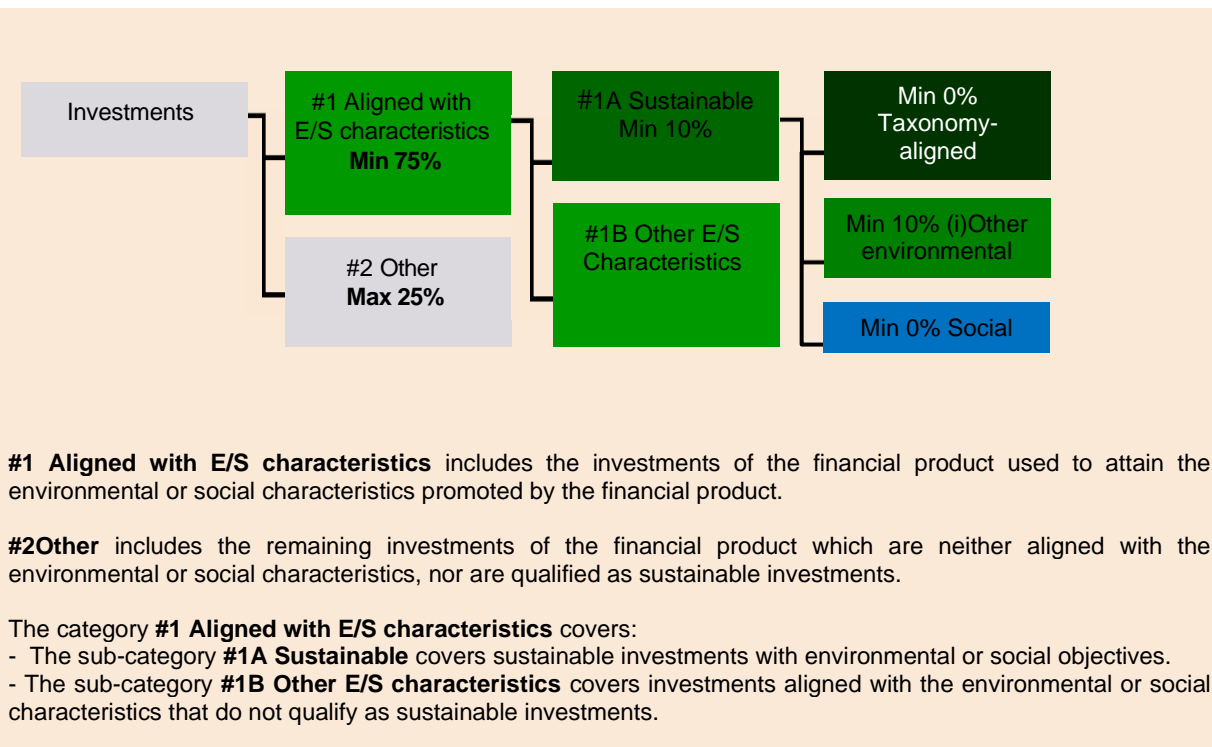 Investments
#1 Aligned with
E/S characteristics
Min 75%
#2 Other
Max 25%
#1A Sustainable
Min 10%
#1B Other E/S
Characteristics
Min 0%
Taxonomy-
aligned
Min 10% (i)Other
environmental
Min 0% Social
#1 Aligned with E/S characteristics includes the investments of the financial product used to attain the
environmental or social characteristics promoted by the financial product.
#2Other includes the remaining investments of the financial product which are neither aligned with the
environmental or social characteristics, nor are qualified as sustainable investments.
The category #1 Aligned with E/S characteristics covers:
- The sub-category #1A Sustainable covers sustainable investments with environmental or social objectives.
- The sub-category #1B Other E/S characteristics covers investments aligned with the environmental or social
characteristics that do not qualify as sustainable investments.